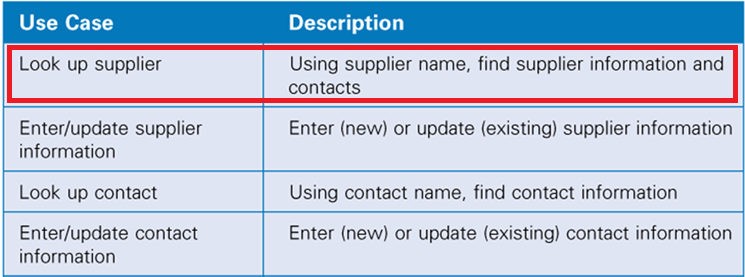 Use Case Description
Look up supplier Using supplier name, find supplier information and
contacts
Enter/update supplier Enter (new) or update (existing) supplier information
information
Look up contact Using contact name, find contact information
Enter/update contact Enter (new) or update (existing) contact information
information